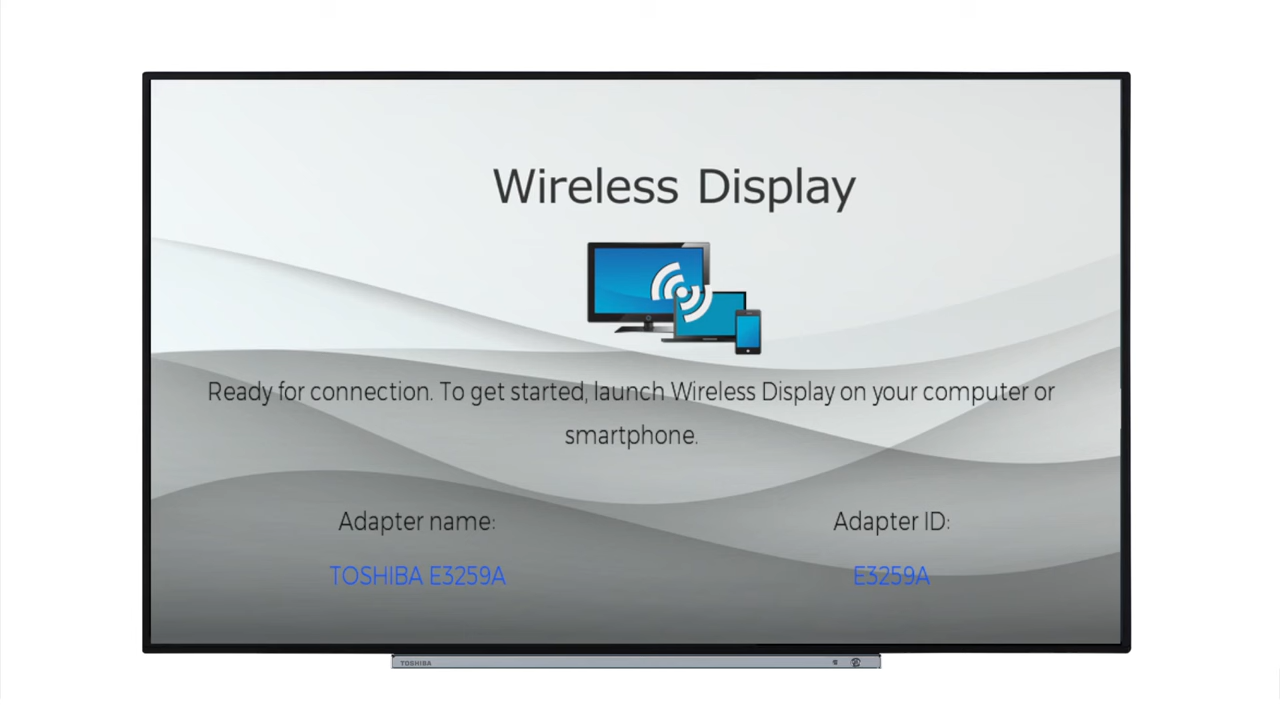 Wireless Display
Ready for connection. To get started, launch Wireless Display on your computer or
smartphone.
Adapter name:
Adapter ID:
TOSHIBA E3259A
E3259A
TOSHIBA